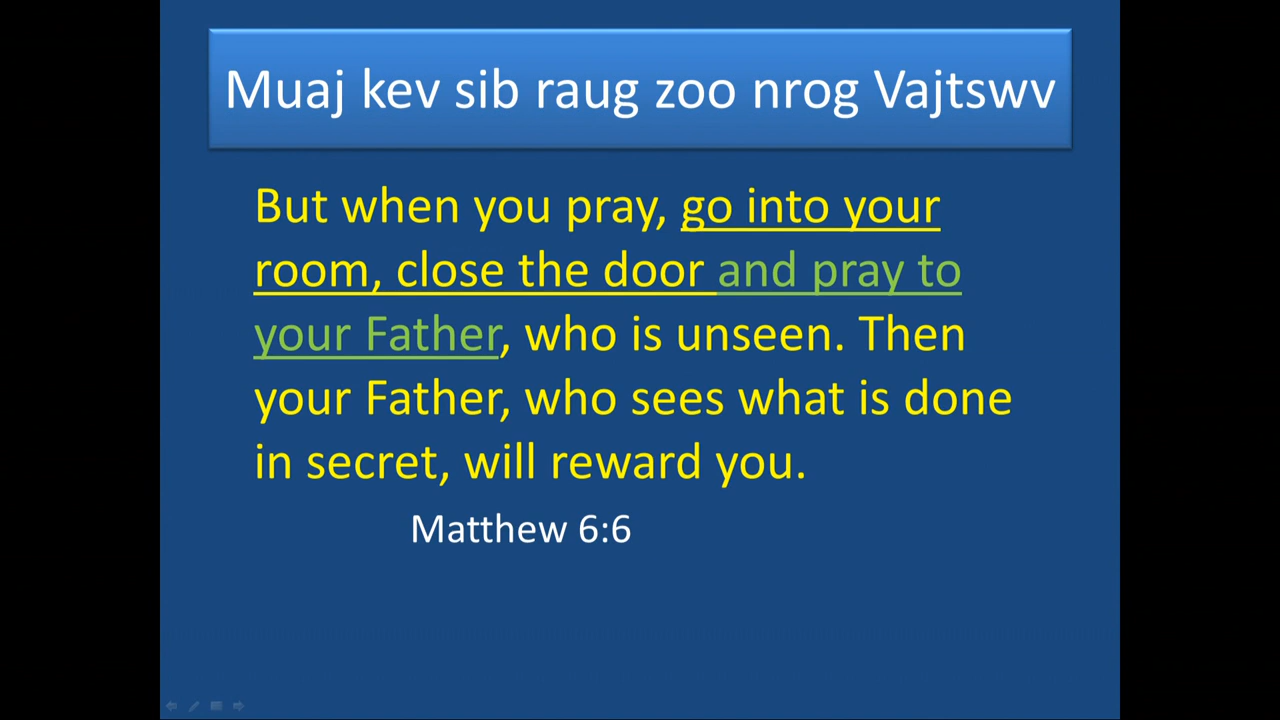 Muaj kev sib raug zoo nrog Vajtswv
But when you pray, go into your
room, close the door and pray to
your Father, who is unseen. Then
your Father, who sees what is done
in secret, will reward you.
Matthew 6:6